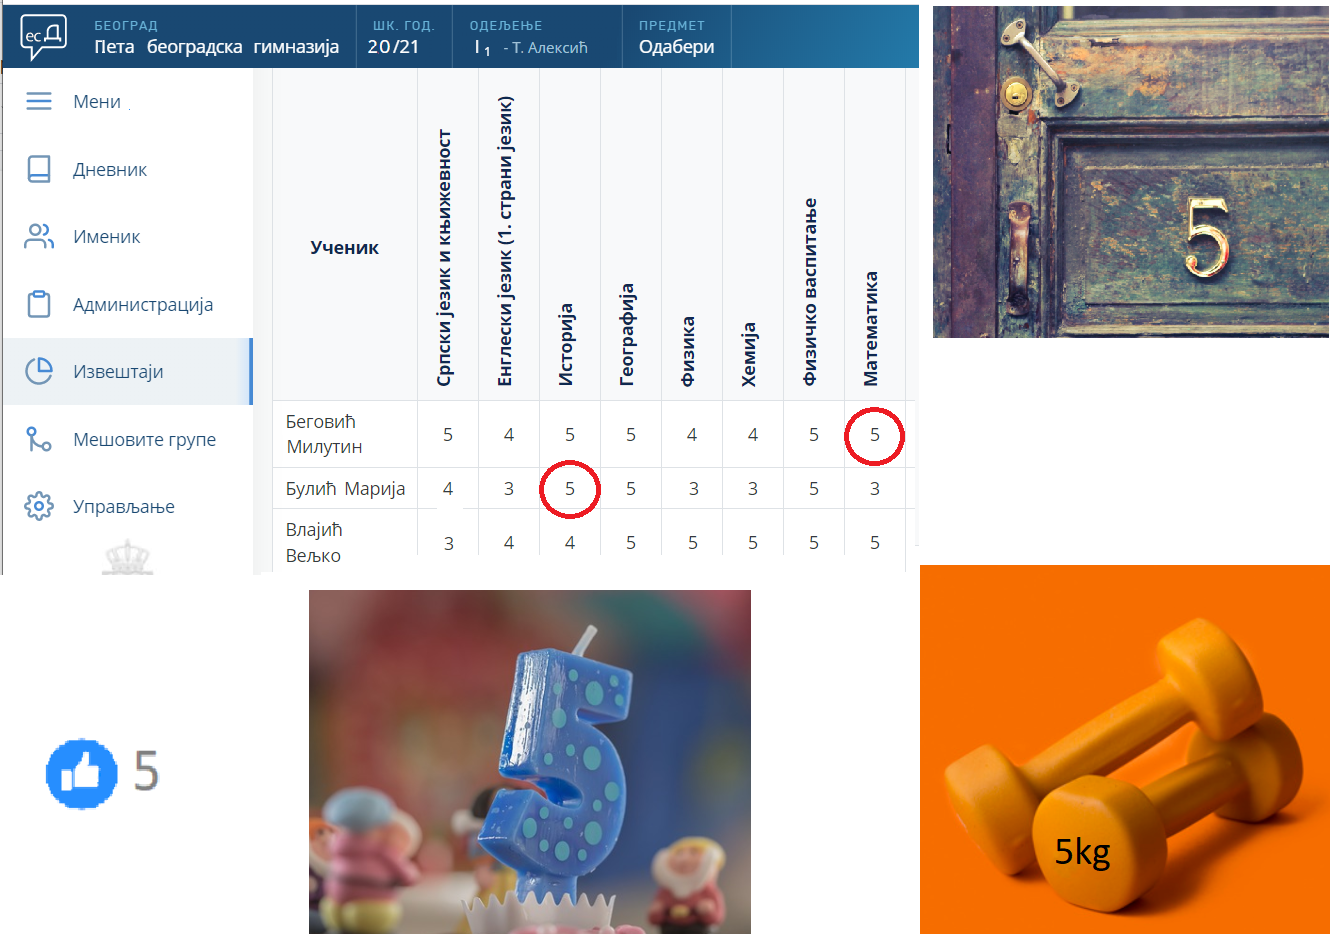 есД
БЕОГРАД
Пета београдска гимназија
ШК. ГОД.
20/21
ОДЕЉЕЊЕ
I 1 - Т. Алексић
ПРЕДМЕТ
Одабери
Мени
Дневник
Именик
Администрација
Извештаји
Мешовите групе
Управљање
Ученик
Српски језик и књижевност
Енглески језик (1. страни језик)
Историја
Географија
Физика
Хемија
Физичко васпитање
Математика
Беговић
Милутин
5 4 5 5 4 4 5 5
Булић Марија 4 3 5 5 3 3 5 3
Влајић
Вељко
3 4 4 5 5 5 5 5
5
5
5
5kg